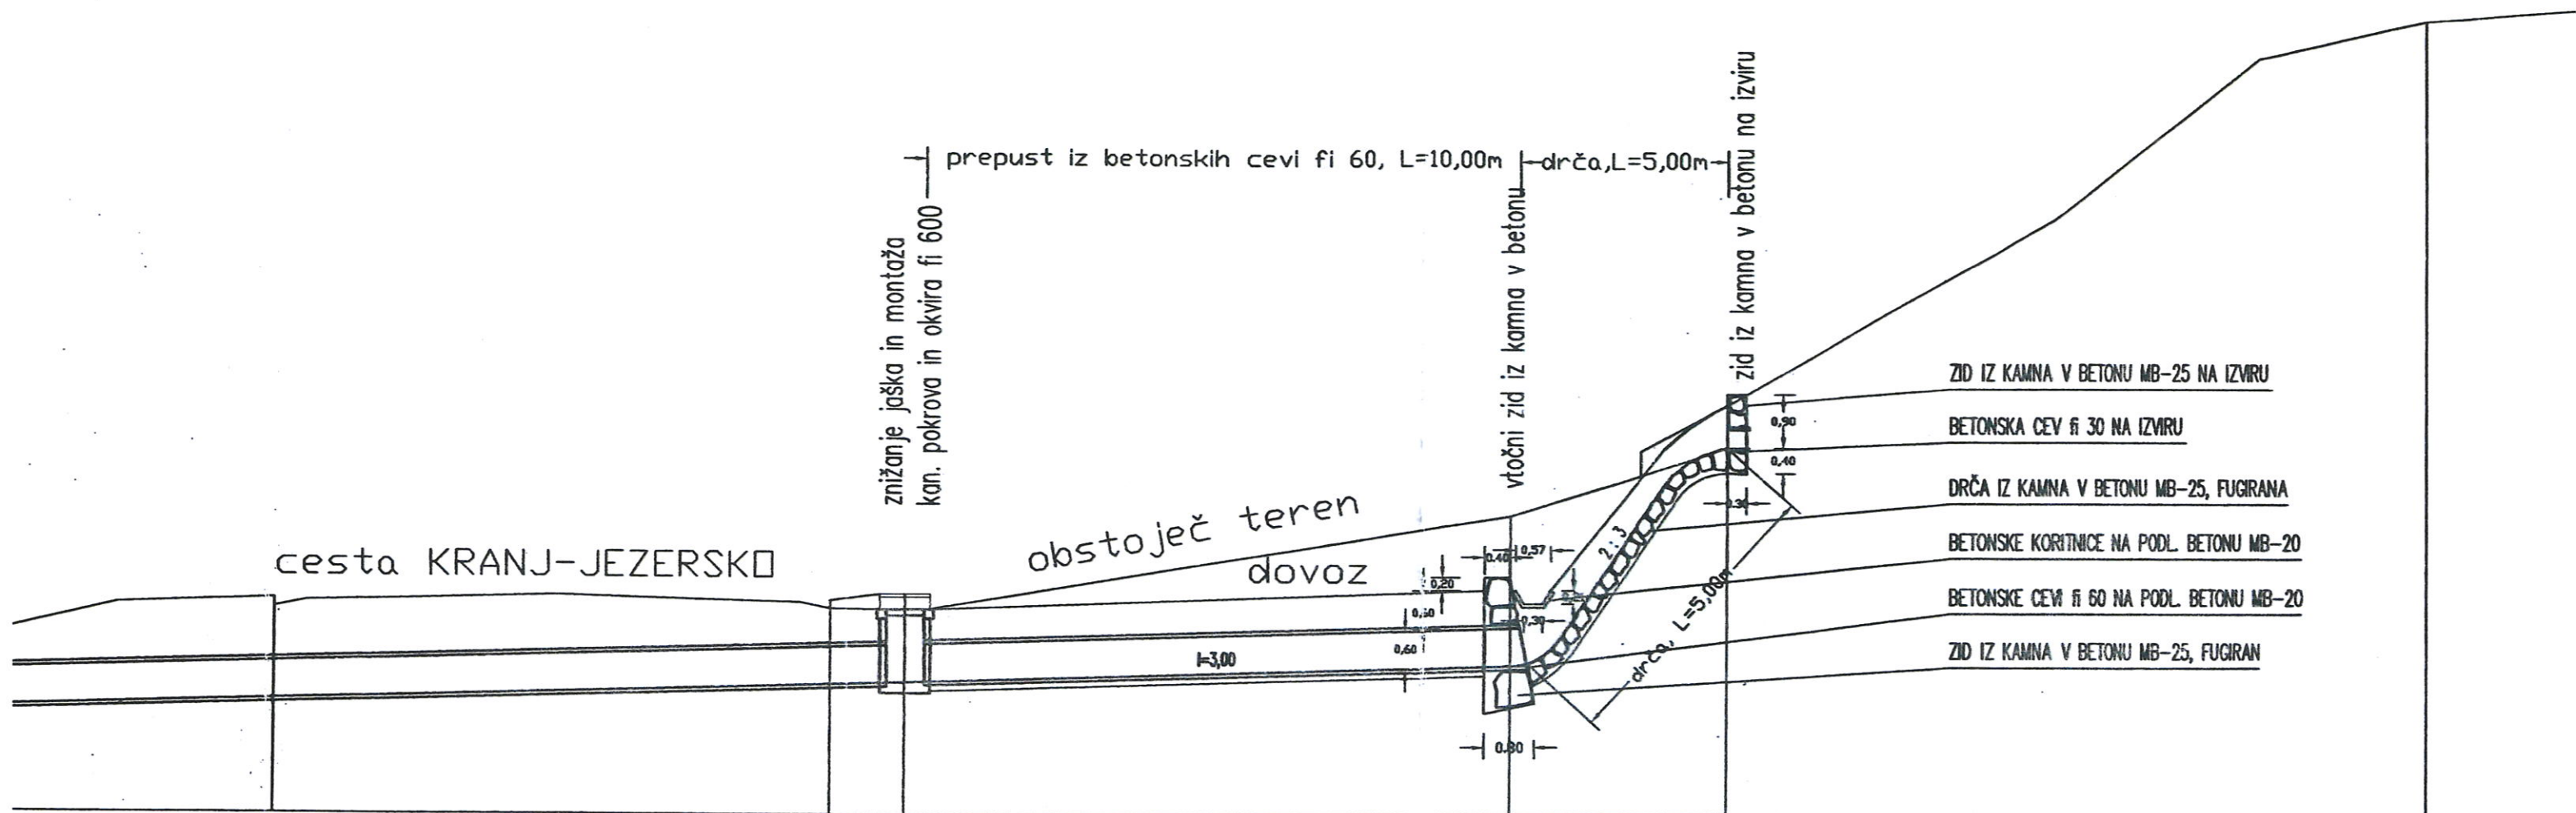 prepust iz betonskih cevi fi 60, L=10,00m
drča,L=5,00m
znižanje jaška in montaža
kan. pokrova in okvira fi 600
vtočni zid iz kamna v betonu
zid iz kamna v betonu na izviru
ZID IZ KAMNA V BETONU MB-25 NA IZVIRU
BETONSKA CEV fi 30 NA IZVIRU
DRČA IZ KAMNA V BETONU MB-25, FUGIRANA
BETONSKE KORITNICE NA PODL. BETONU MB-20
BETONSKE CEVI fi 60 NA PODL. BETONU MB-20
ZID IZ KAMNA V BETONU MB-25, FUGIRAN
0,90
0,40
0,30
cesta KRANJ-JEZERSKO
obstoječ teren
dovoz
0,40
0,57
0,20
0,30
0,60
I=3,00
2:3
drča, L=5,00m
0.80